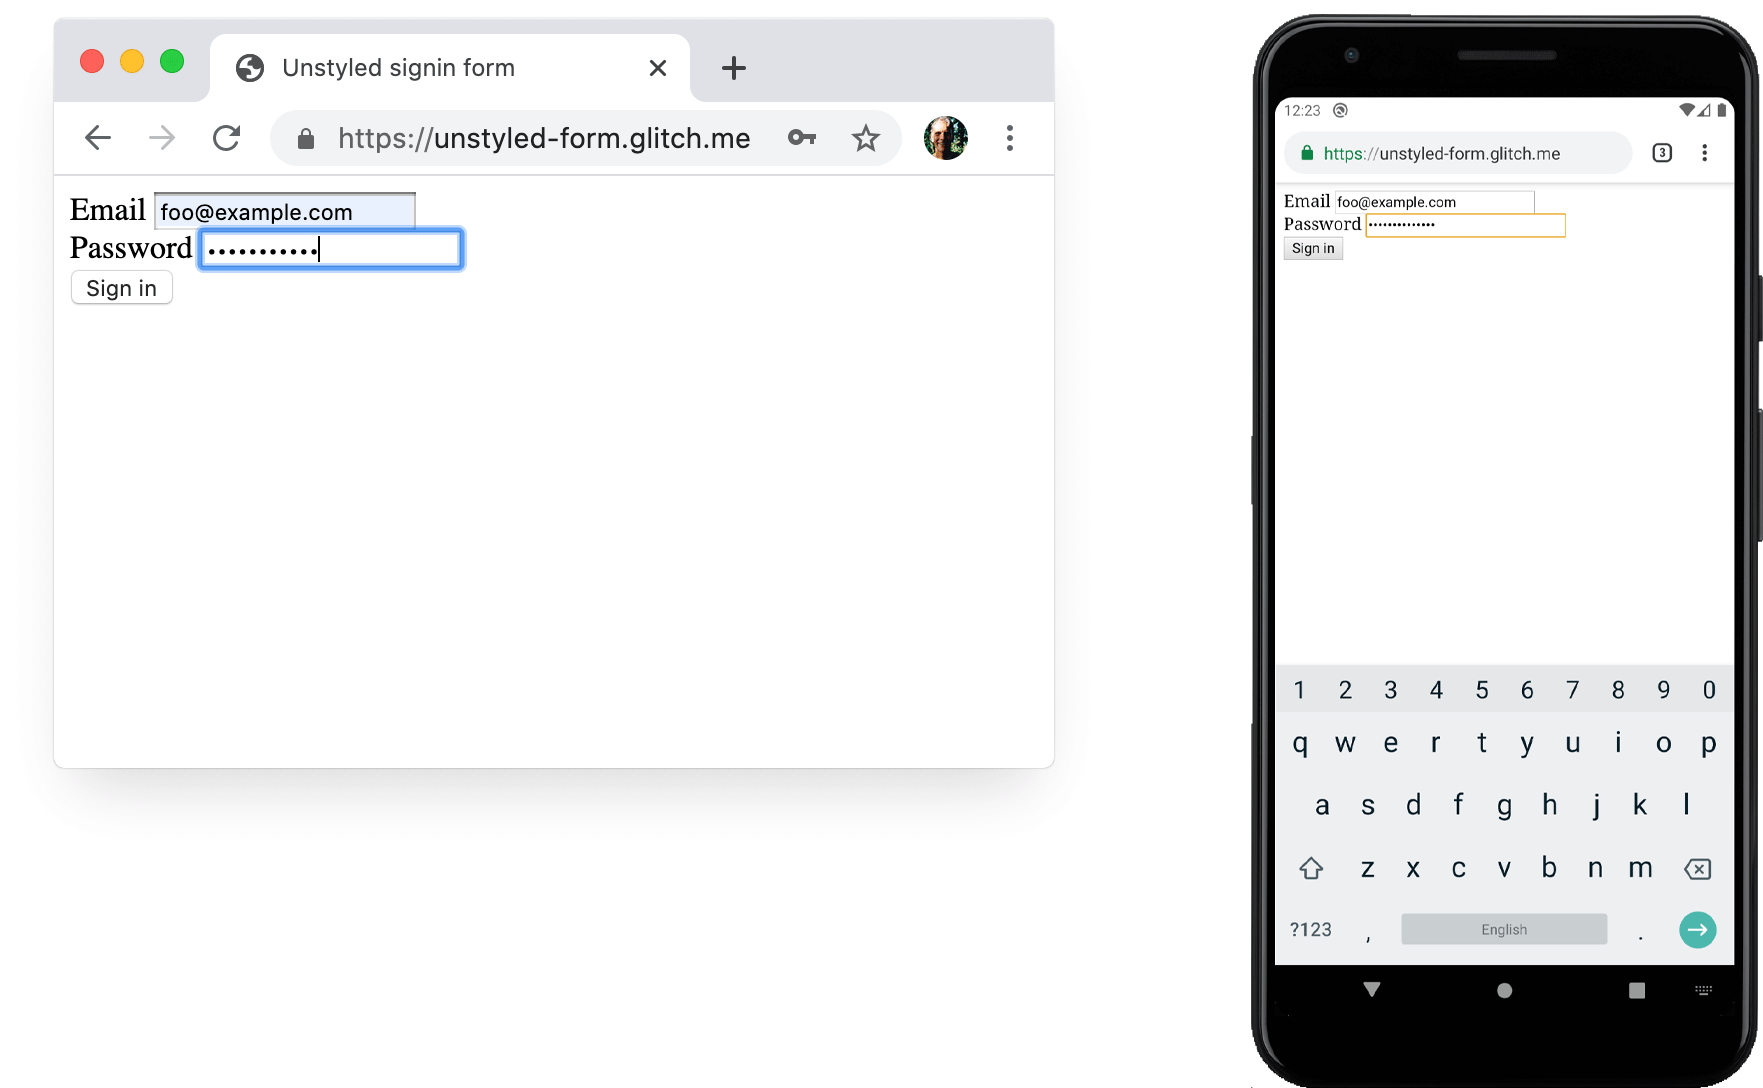 Unstyled signin form
https://unstyled-form.glitch.me
Email foo@example.com
Password •••••••••••
Sign in
12:23
https://unstyled-form.glitch.me 3
Email foo@example.com
Password ••••••••••••••
Sign in
1 2 3 4 5 6 7 8 9 0
q w e r t y u i o p
a s d f g h j k l
z x c v b n m
?123 , English .